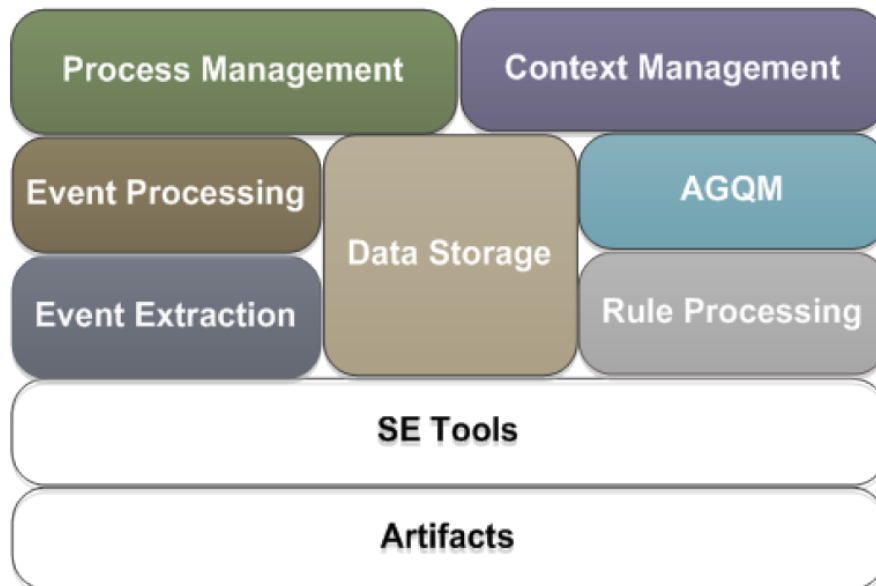 Process Management
Context Management
Event Processing
AGQM
Data Storage
Event Extraction
Rule Processing
SE Tools
Artifacts